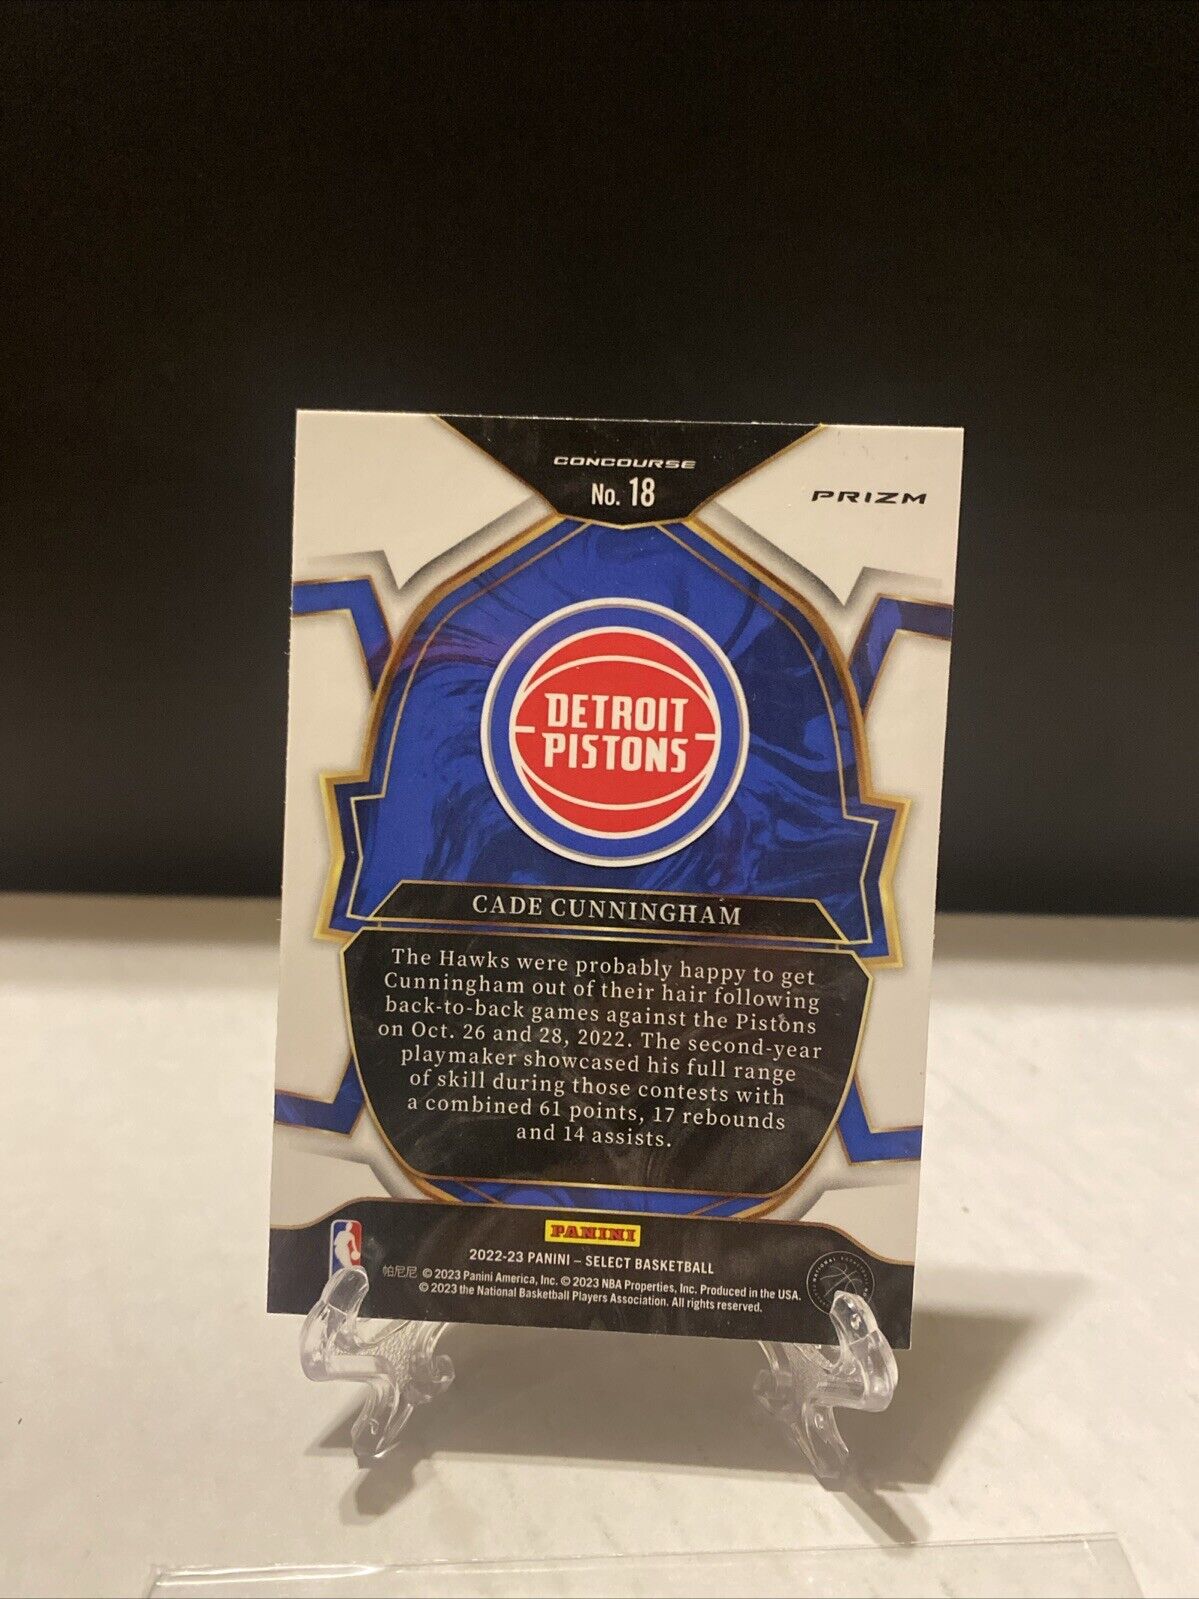 CONCOURSE
No. 18
PRIZM
DETROIT
PISTONS
CADE CUNNINGHAM
The Hawks were probably happy to get
Cunningham out of their hair following
back-to-back games against the Pistons
on Oct. 26 and 28, 2022. The second-year
playmaker showcased his full range
of skill during those contests with
a combined 61 points, 17 rebounds
and 14 assists.
PANINI
2022-23 PANINI – SELECT BASKETBALL
帕尼尼 © 2023 Panini America, Inc. © 2023 NBA Properties, Inc. Produced in the USA.
© 2023 the National Basketball Players Association. All rights reserved.